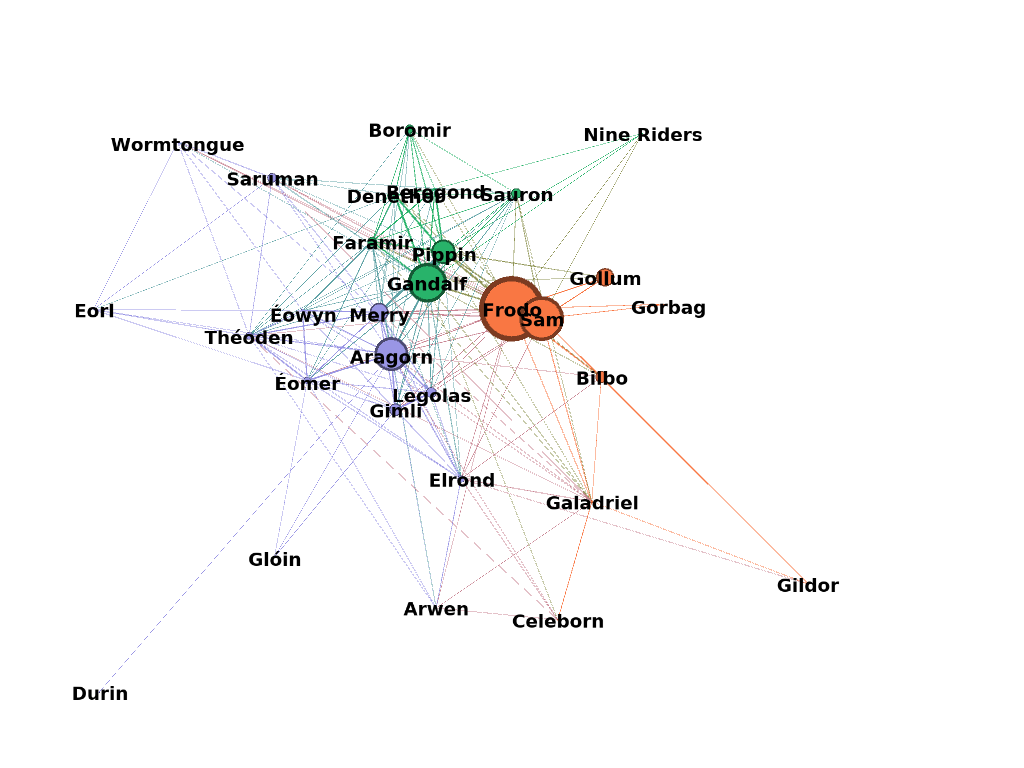 Boromir
Nine Riders
Wormtongue
Saruman
Beregond
Denethor
Sauron
Faramir
Pippin
Gollum
Gandalf
Gorbag
Frodo
Eorl
Éowyn
Merry
Sam
Théoden
Aragorn
Bilbo
Éomer
Legolas
Gimli
Elrond
Galadriel
Glóin
Gildor
Arwen
Celeborn
Durin